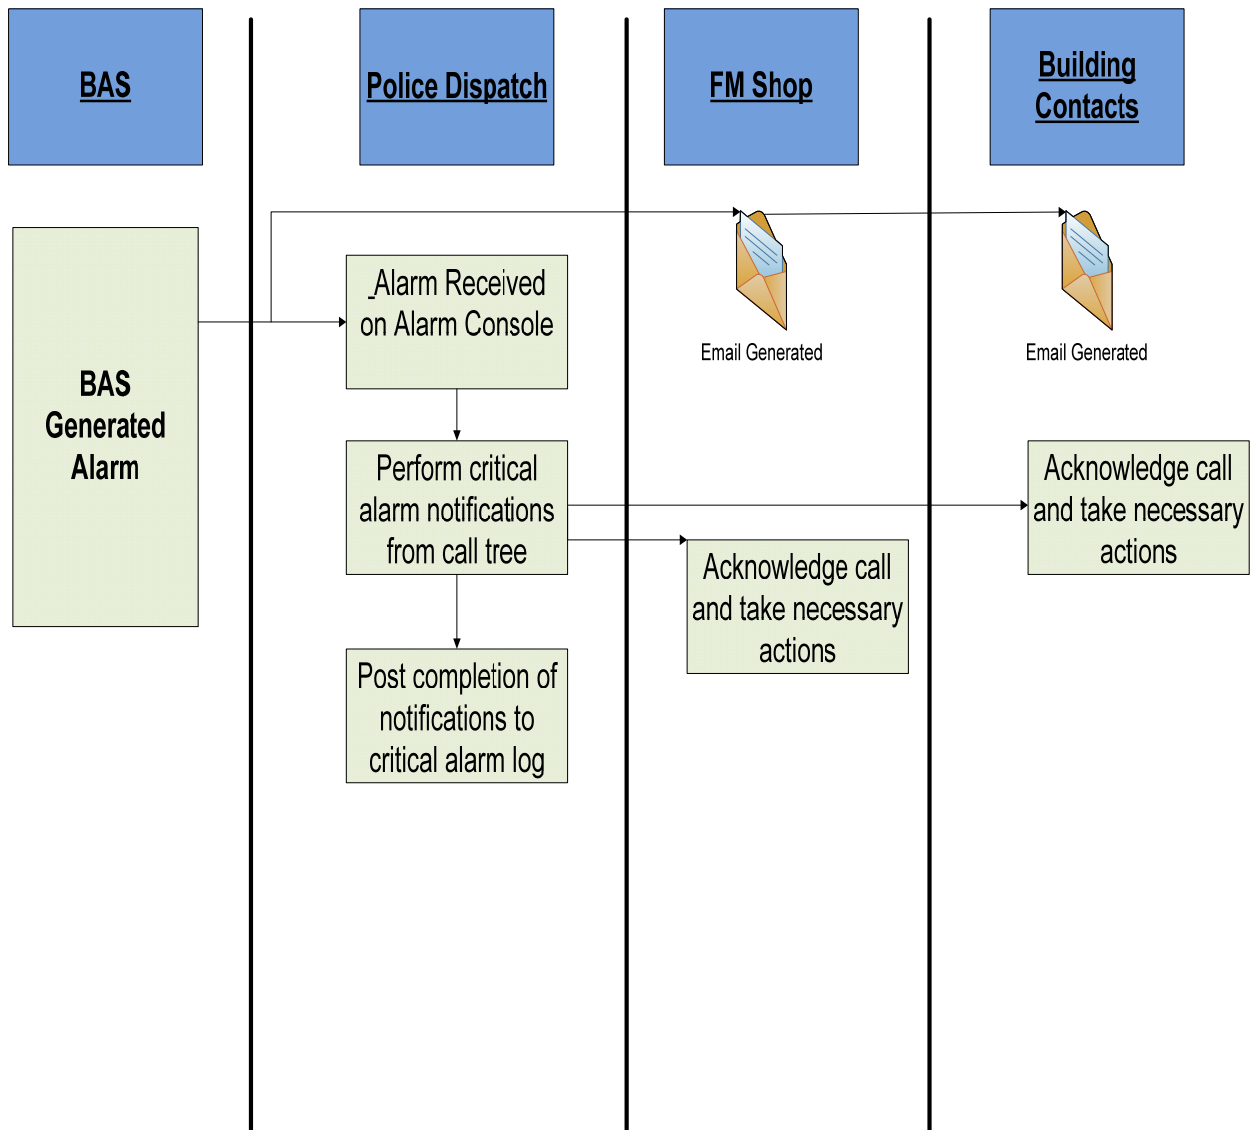 BAS
Police Dispatch
FM Shop
Building
Contacts
BAS
Generated
Alarm
_Alarm Received
on Alarm Console
Email Generated
Email Generated
Perform critical
alarm notifications
from call tree
Acknowledge call
and take necessary
actions
Acknowledge call
and take necessary
actions
Post completion of
notifications to
critical alarm log